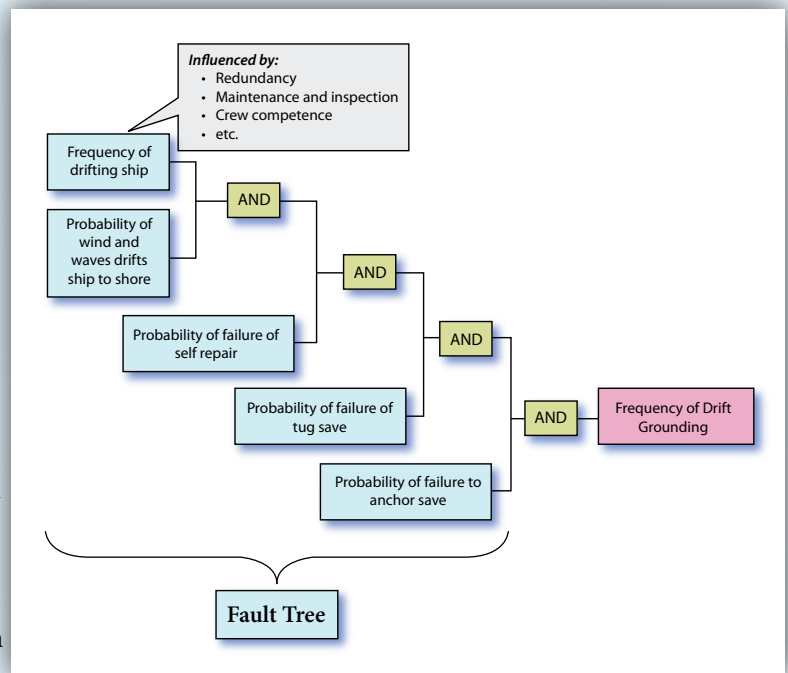 Influenced by:
• Redundancy
• Maintenance and inspection
• Crew competence
• etc.
Frequency of
drifting ship
AND
Probability of
wind and
waves drifts
ship to shore
AND
Probability of failure of
self repair
AND
Probability of failure of
tug save
AND
Frequency of Drift
Grounding
Probability of failure to
anchor save
Fault Tree